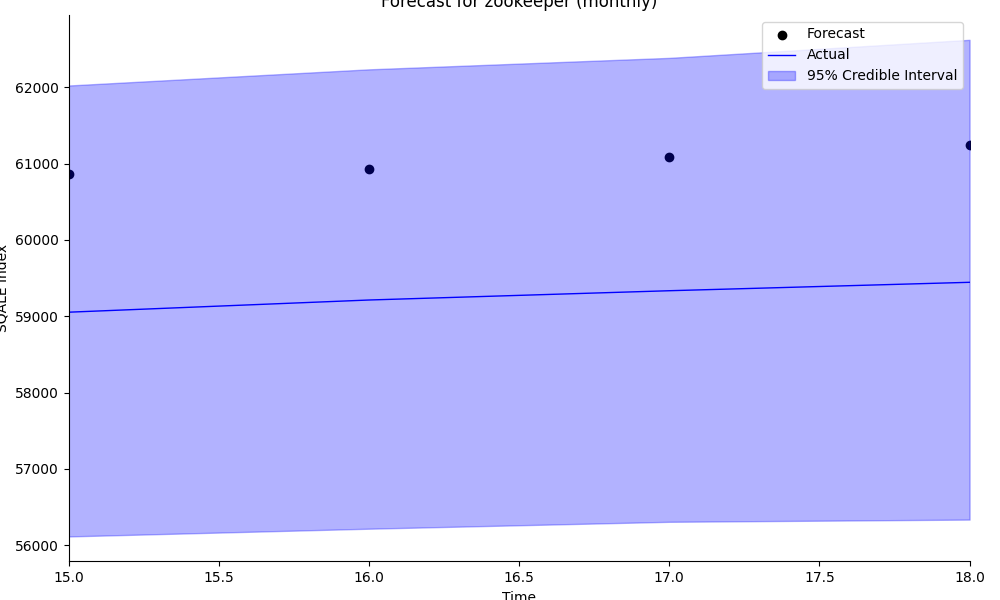 Forecast for zookeeper (monthly)
Forecast
Actual
95% Credible Interval
62000
61000
60000
59000
58000
57000
56000
SQALE Index
15.0
15.5
16.0
16.5
17.0
17.5
18.0
Time